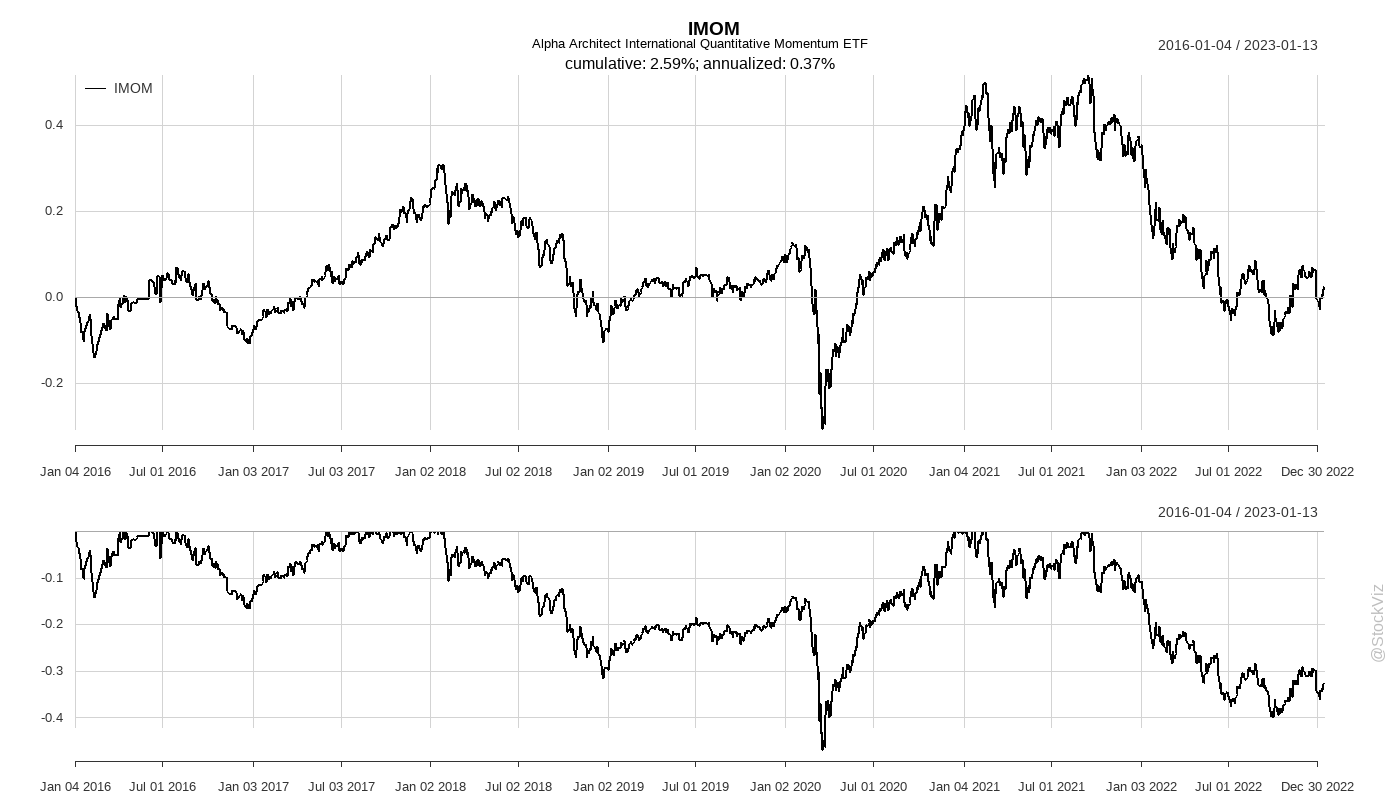 IMOM
Alpha Architect International Quantitative Momentum ETF
2016-01-04 / 2023-01-13
cumulative: 2.59%; annualized: 0.37%
IMOM
0.4
0.2
0.0
-0.2
Jan 04 2016 Jul 01 2016 Jan 03 2017 Jul 03 2017 Jan 02 2018 Jul 02 2018 Jan 02 2019 Jul 01 2019 Jan 02 2020 Jul 01 2020 Jan 04 2021 Jul 01 2021 Jan 03 2022 Jul 01 2022 Dec 30 2022
2016-01-04 / 2023-01-13
-0.1
-0.2
-0.3
-0.4
@StockViz
Jan 04 2016 Jul 01 2016 Jan 03 2017 Jul 03 2017 Jan 02 2018 Jul 02 2018 Jan 02 2019 Jul 01 2019 Jan 02 2020 Jul 01 2020 Jan 04 2021 Jul 01 2021 Jan 03 2022 Jul 01 2022 Dec 30 2022